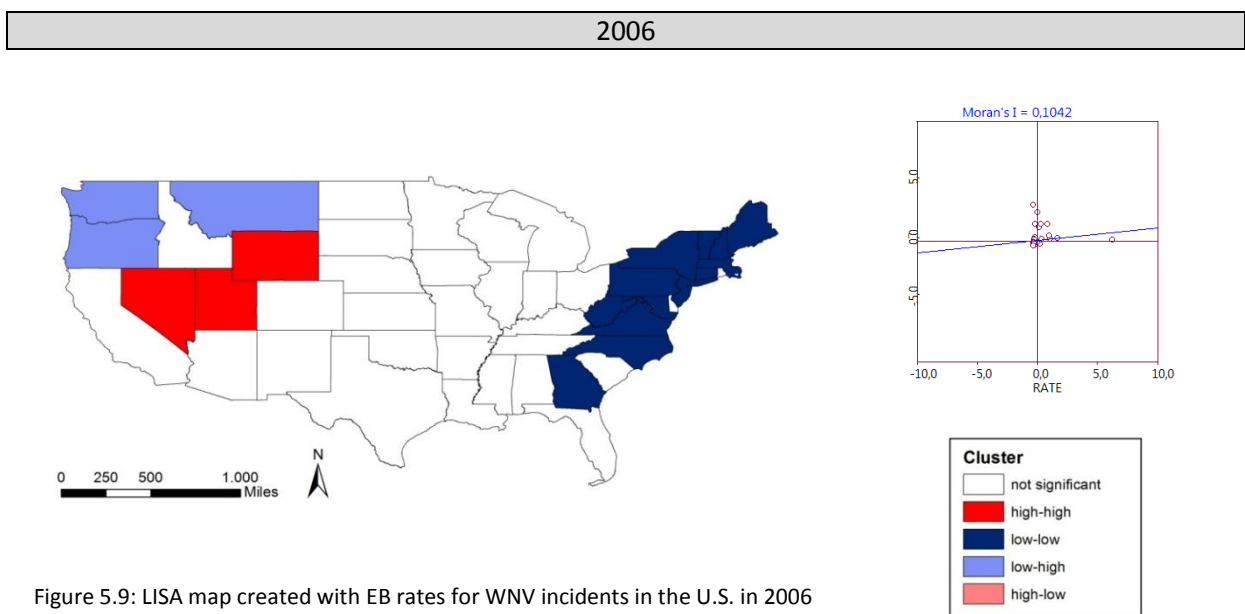 2006
Moran's I = 0,1042
5,0
0,0
-5,0
-10,0 -5,0 0,0 5,0 10,0
RATE
N
0 250 500 1.000
Miles
Cluster
not significant
high-high
low-low
low-high
high-low
Figure 5.9: LISA map created with EB rates for WNV incidents in the U.S. in 2006